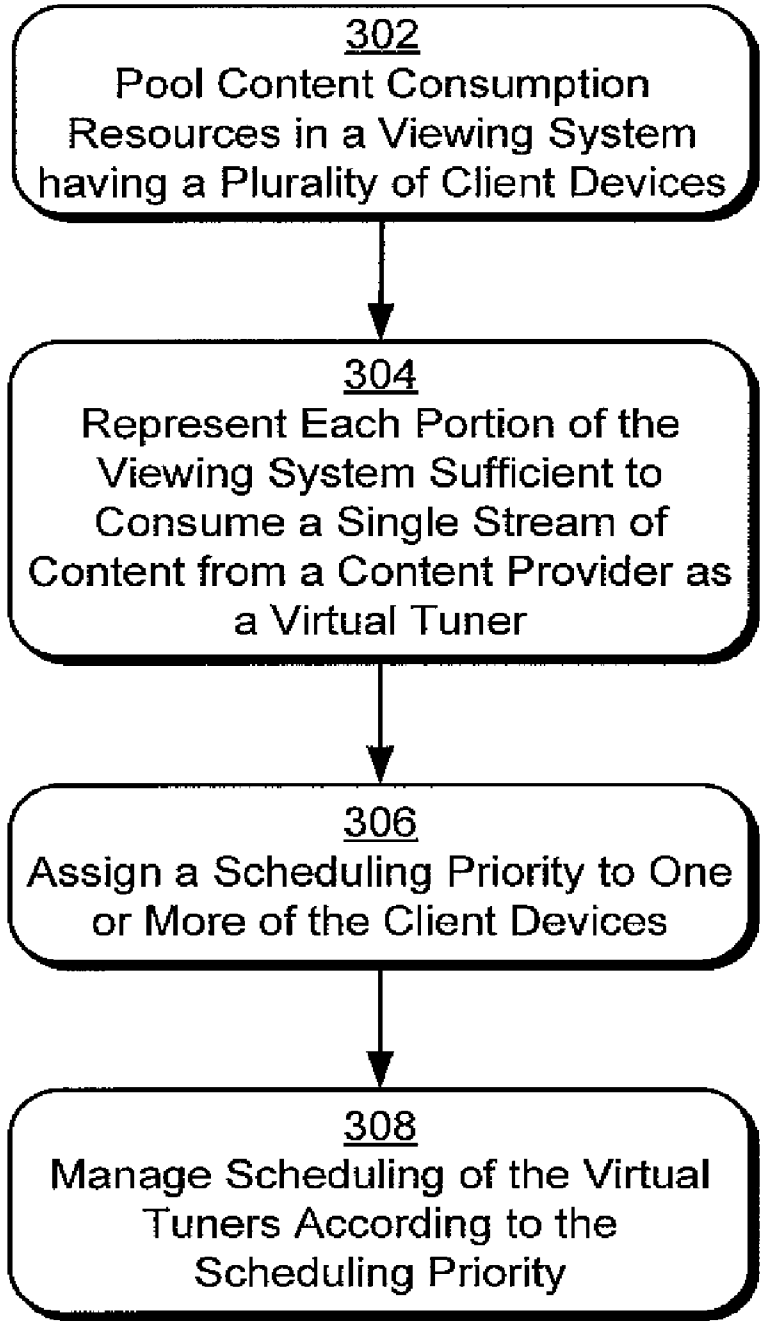 302
Pool Content Consumption
Resources in a Viewing System
having a Plurality of Client Devices
304
Represent Each Portion of the
Viewing System Sufficient to
Consume a Single Stream of
Content from a Content Provider as
a Virtual Tuner
306
Assign a Scheduling Priority to One
or More of the Client Devices
308
Manage Scheduling of the Virtual
Tuners According to the
Scheduling Priority